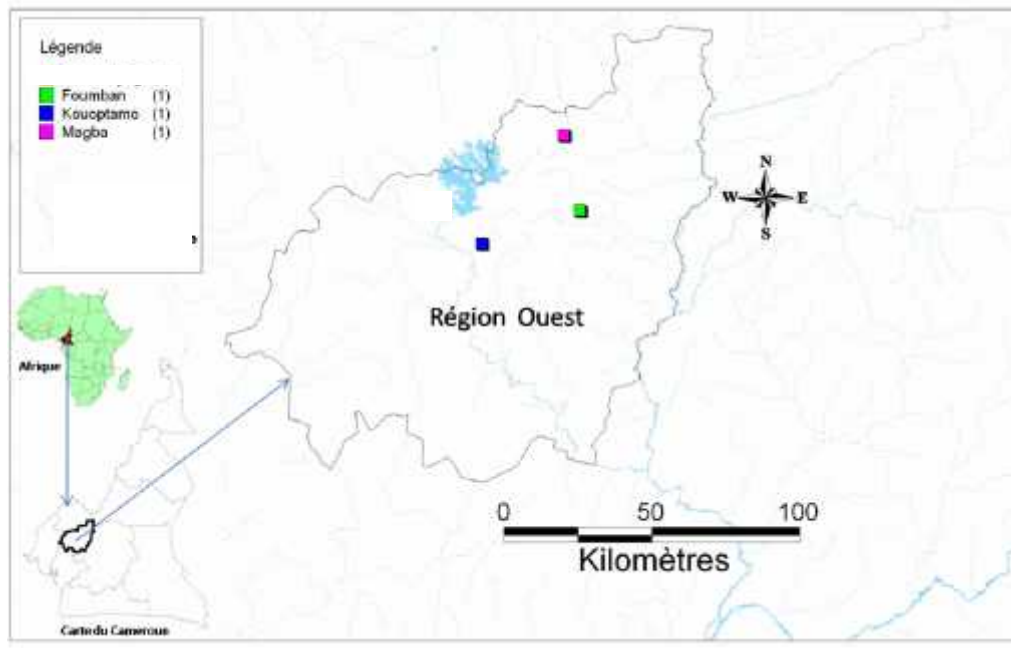 Légende
Foumban (1)
Kouoptamo (1)
Magba (1)
N
W E
S
Région Ouest
Afrique
0 50 100
Kilomètres
Carte du Cameroun